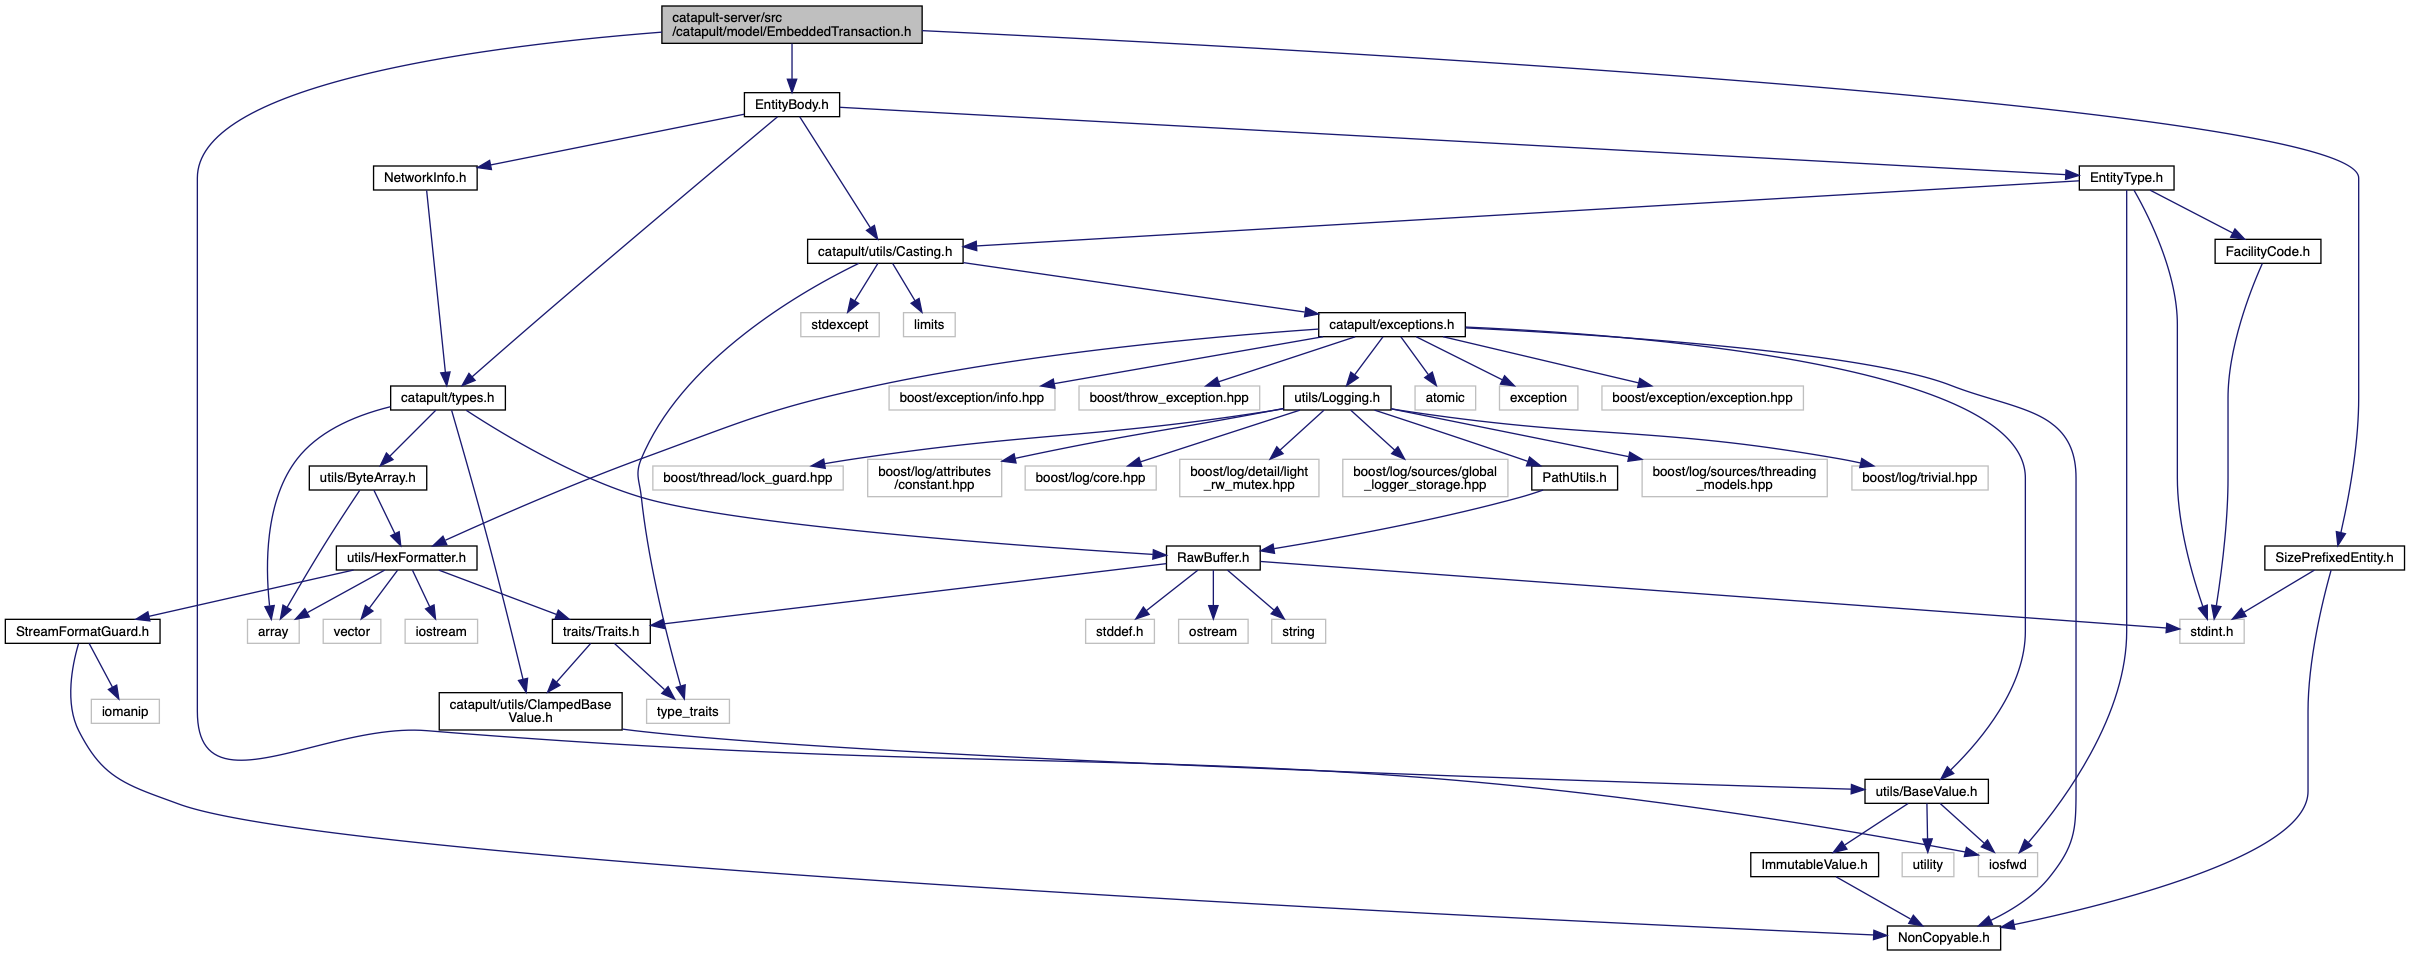 catapult-server/src
/catapult/model/EmbeddedTransaction.h
EntityBody.h
NetworkInfo.h
EntityType.h
catapult/utils/Casting.h
FacilityCode.h
stdexcept
limits
catapult/exceptions.h
catapult/types.h
boost/exception/info.hpp
boost/throw_exception.hpp
utils/Logging.h
atomic
exception
boost/exception/exception.hpp
utils/ByteArray.h
boost/thread/lock_guard.hpp
boost/log/attributes
/constant.hpp
boost/log/core.hpp
boost/log/detail/light
_rw_mutex.hpp
boost/log/sources/global
_logger_storage.hpp
PathUtils.h
boost/log/sources/threading
_models.hpp
boost/log/trivial.hpp
utils/HexFormatter.h
RawBuffer.h
SizePrefixedEntity.h
StreamFormatGuard.h
array
vector
iostream
traits/Traits.h
stddef.h
ostream
string
stdint.h
iomanip
catapult/utils/ClampedBase
Value.h
type_traits
utils/BaseValue.h
ImmutableValue.h
utility
iosfwd
NonCopyable.h